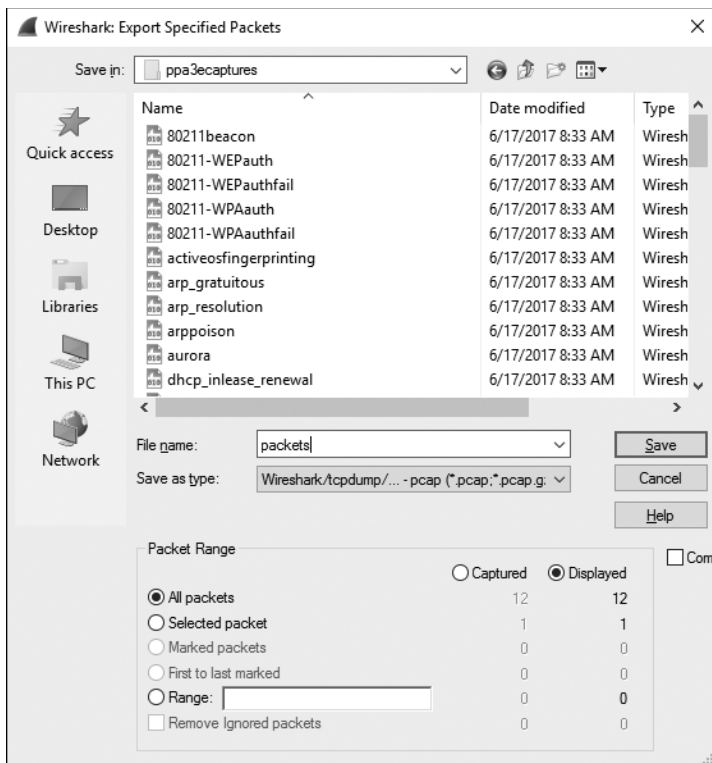 Wireshark: Export Specified Packets
Save in: ppa3ecaptures
Quick access
Desktop
Libraries
This PC
Network
Name Date modified Type
80211beacon 6/17/2017 8:33 AM Wiresh
80211-WEPauth 6/17/2017 8:33 AM Wiresh
80211-WEPauthfail 6/17/2017 8:33 AM Wiresh
80211-WPAauth 6/17/2017 8:33 AM Wiresh
80211-WPAauthfail 6/17/2017 8:33 AM Wiresh
activeosfingerprinting 6/17/2017 8:33 AM Wiresh
arp_gratuitous 6/17/2017 8:33 AM Wiresh
arp_resolution 6/17/2017 8:33 AM Wiresh
arppoison 6/17/2017 8:33 AM Wiresh
aurora 6/17/2017 8:33 AM Wiresh
dhcp_inlease_renewal 6/17/2017 8:33 AM Wiresh
File name: packets Save
Save as type: Wireshark/tcpdump/... - pcap (*.pcap;*.pcap.g: Cancel
Help
Packet Range
Captured Displayed Com
All packets 12 12
Selected packet 1 1
Marked packets 0 0
First to last marked 0 0
Range: 0 0
Remove Ignored packets 0 0